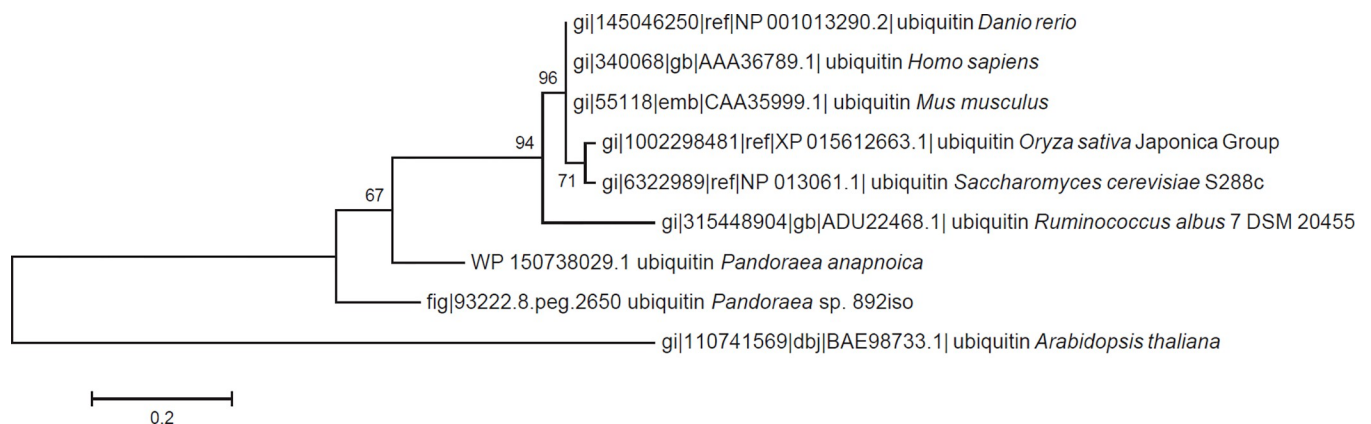 gi|145046250|ref|NP 001013290.2| ubiquitin Danio rerio
gi|340068|gb|AAA36789.1| ubiquitin Homo sapiens
96
gi|55118|emb|CAA35999.1| ubiquitin Mus musculus
94
gi|1002298481|ref|XP 015612663.1| ubiquitin Oryza sativa Japonica Group
71
gi|6322989|ref|NP 013061.1| ubiquitin Saccharomyces cerevisiae S288c
67
gi|315448904|gb|ADU22468.1| ubiquitin Ruminococcus albus 7 DSM 20455
WP 150738029.1 ubiquitin Pandoraea anapnoica
fig|93222.8.peg.2650 ubiquitin Pandoraea sp. 892iso
gi|110741569|dbj|BAE98733.1| ubiquitin Arabidopsis thaliana
0.2